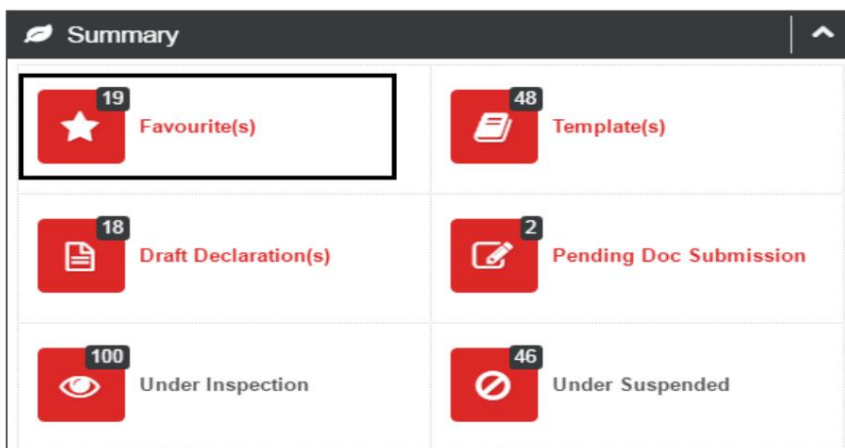 Summary
19
Favourite(s)
48
Template(s)
18
Draft Declaration(s)
2
Pending Doc Submission
100
Under Inspection
46
Under Suspended